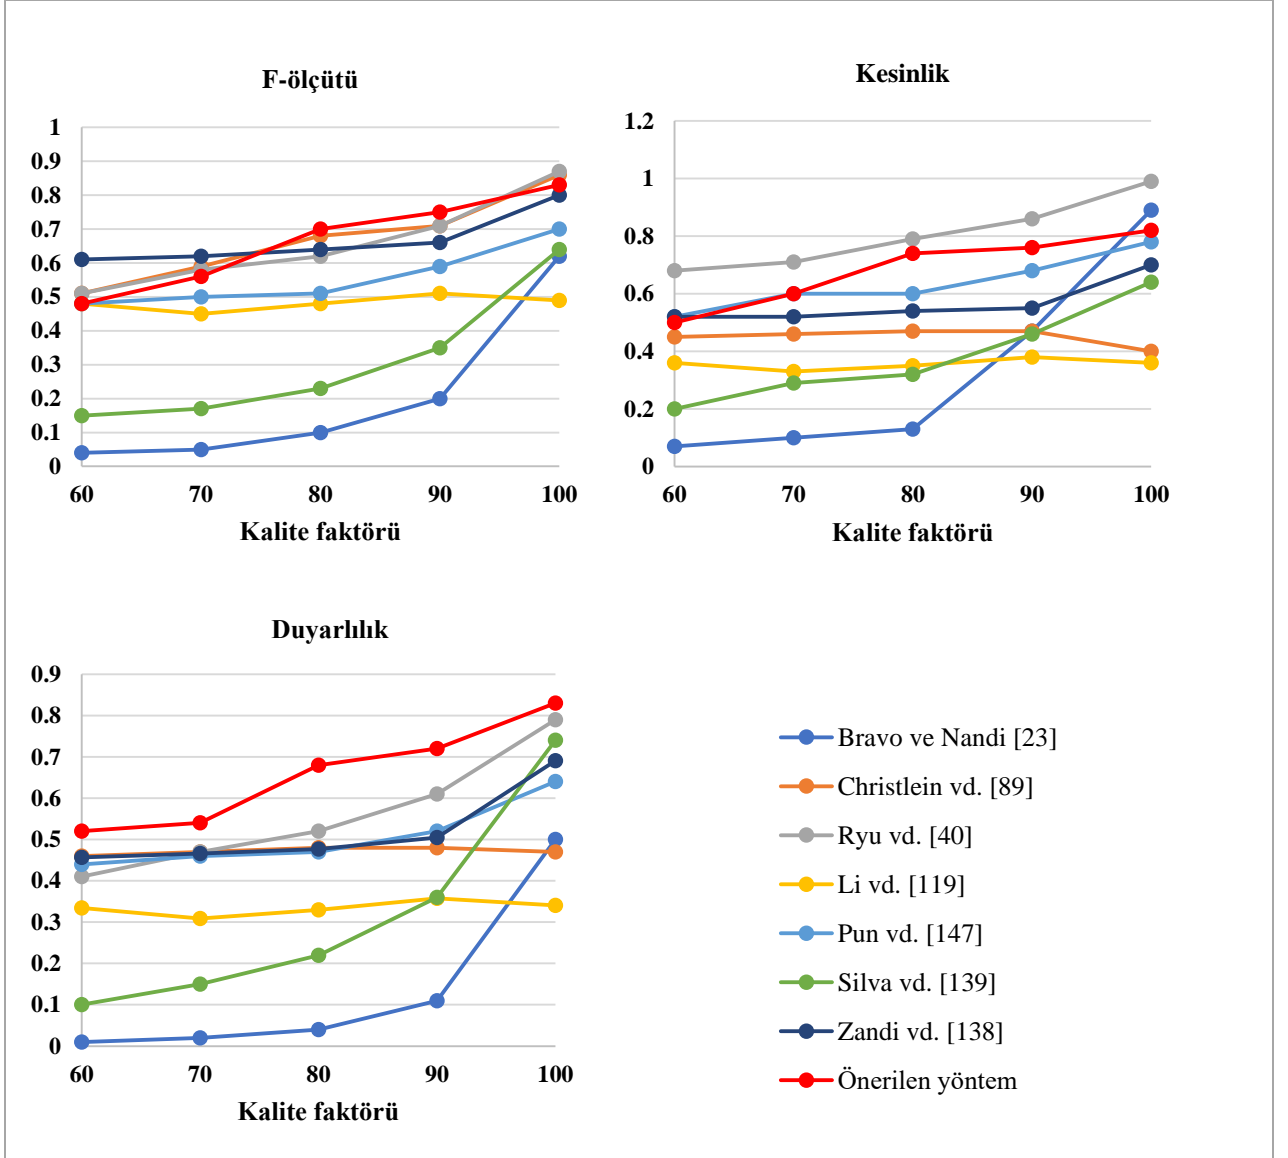 F-ölçütü
1
0.9
0.8
0.7
0.6
0.5
0.4
0.3
0.2
0.1
0
60 70 80 90 100
Kalite faktörü
Kesinlik
1.2
1
0.8
0.6
0.4
0.2
0
60 70 80 90 100
Kalite faktörü
Duyarlılık
0.9
0.8
0.7
0.6
0.5
0.4
0.3
0.2
0.1
0
60 70 80 90 100
Kalite faktörü
Bravo ve Nandi [23]
Christlein vd. [89]
Ryu vd. [40]
Li vd. [119]
Pun vd. [147]
Silva vd. [139]
Zandi vd. [138]
Önerilen yöntem